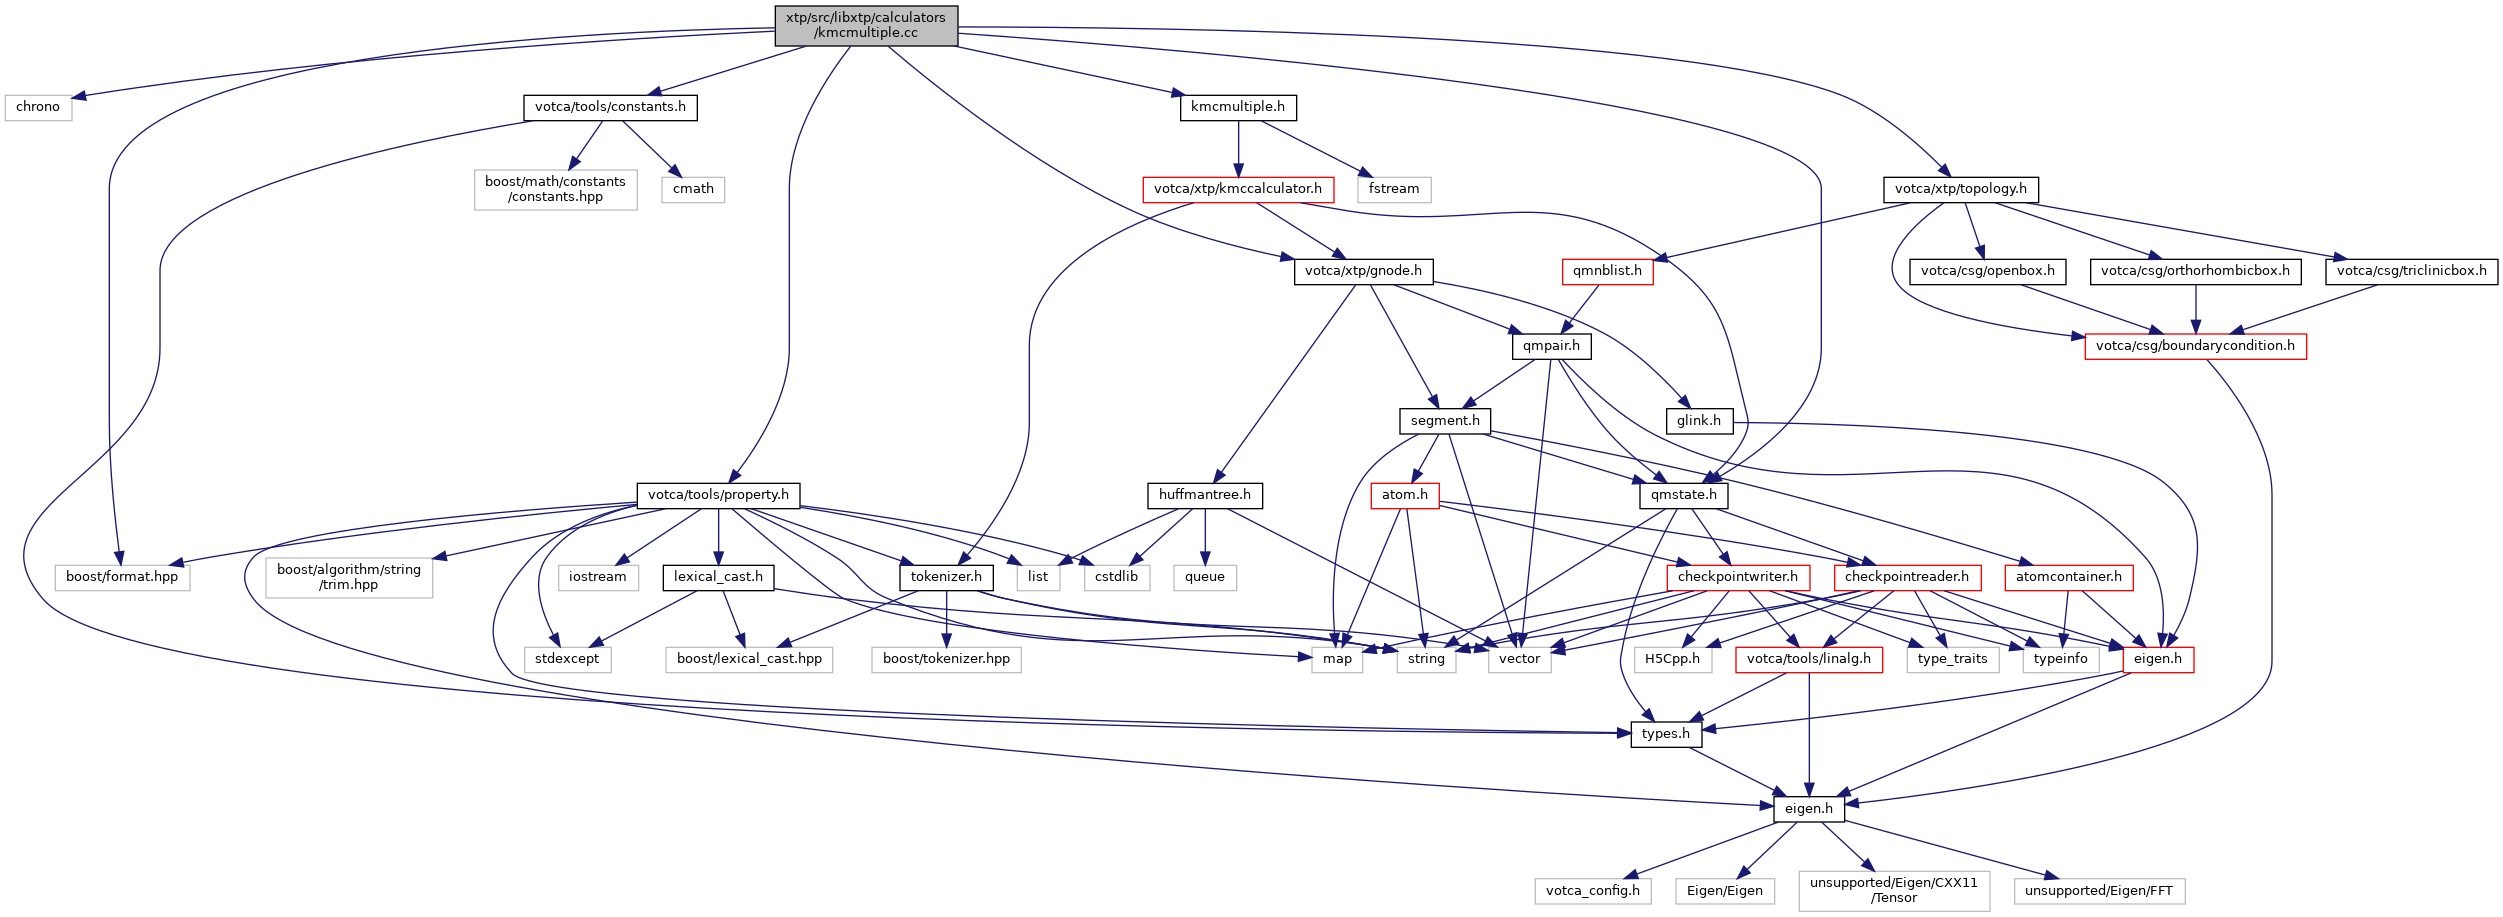 xtp/src/libxtp/calculators
/kmcmultiple.cc
chrono
votca/tools/constants.h
kmcmultiple.h
boost/math/constants
/constants.hpp
cmath
votca/xtp/kmccalculator.h
fstream
votca/xtp/topology.h
votca/xtp/gnode.h
qmnblist.h
votca/csg/openbox.h
votca/csg/orthorhombicbox.h
votca/csg/triclinicbox.h
qmpair.h
votca/csg/boundarycondition.h
segment.h
glink.h
votca/tools/property.h
huffmantree.h
atom.h
qmstate.h
boost/format.hpp
boost/algorithm/string
/trim.hpp
iostream
lexical_cast.h
tokenizer.h
list
cstdlib
queue
checkpointwriter.h
checkpointreader.h
atomcontainer.h
stdexcept
boost/lexical_cast.hpp
boost/tokenizer.hpp
map
string
vector
H5Cpp.h
votca/tools/linalg.h
type_traits
typeinfo
eigen.h
types.h
eigen.h
votca_config.h
Eigen/Eigen
unsupported/Eigen/CXX11
/Tensor
unsupported/Eigen/FFT